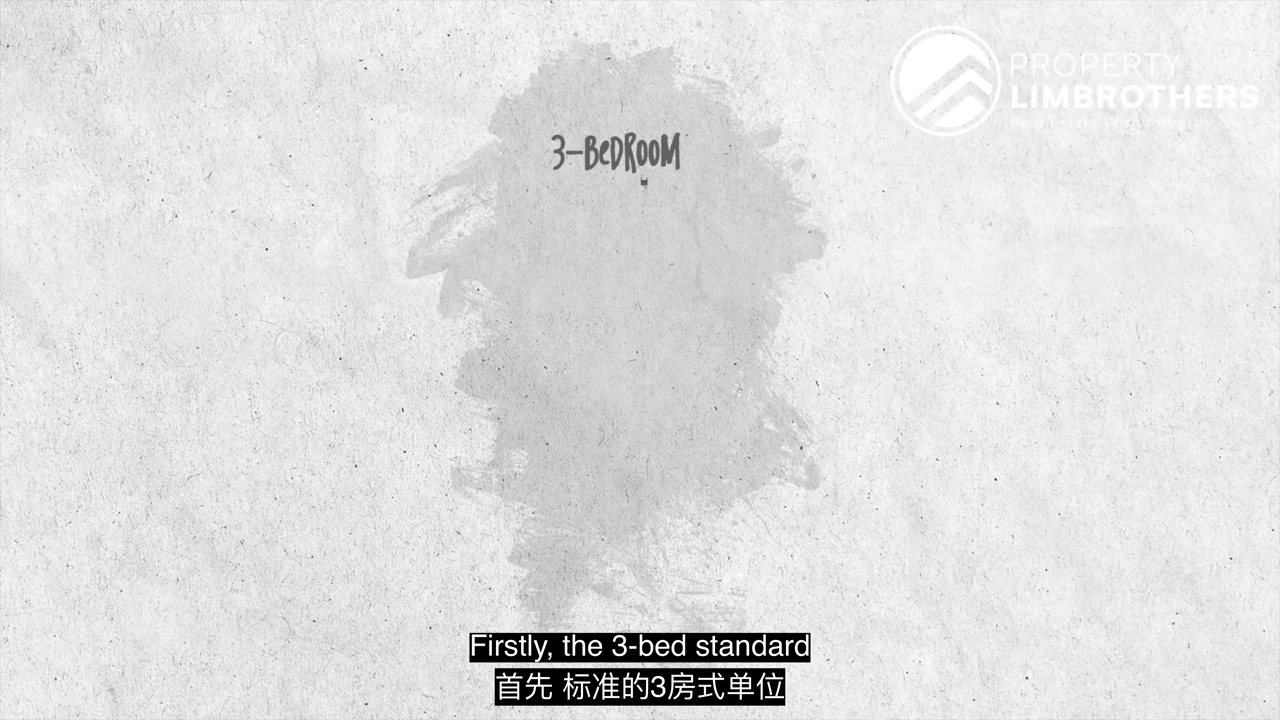 PROPERTY
LIMBROTHERS
3-BeDROOM
Firstly, the 3-bed standard
首先 标准的3房式单位